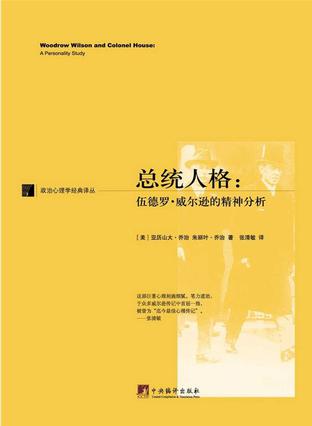 Woodrow Wilson and Colonel House:
A Personality Study
政治心理学经典译丛
总统人格:
伍德罗·威尔逊的精神分析
[美] 亚历山大·乔治 朱丽叶·乔治 著 张清敏 译
这部巨著心理刻画细腻,笔力遒劲,
于众多威尔逊传记中首屈一指,
被誉为“迄今最佳心理传记”。
——张清敏
中央编译出版社
Central Compilation & Translation Press